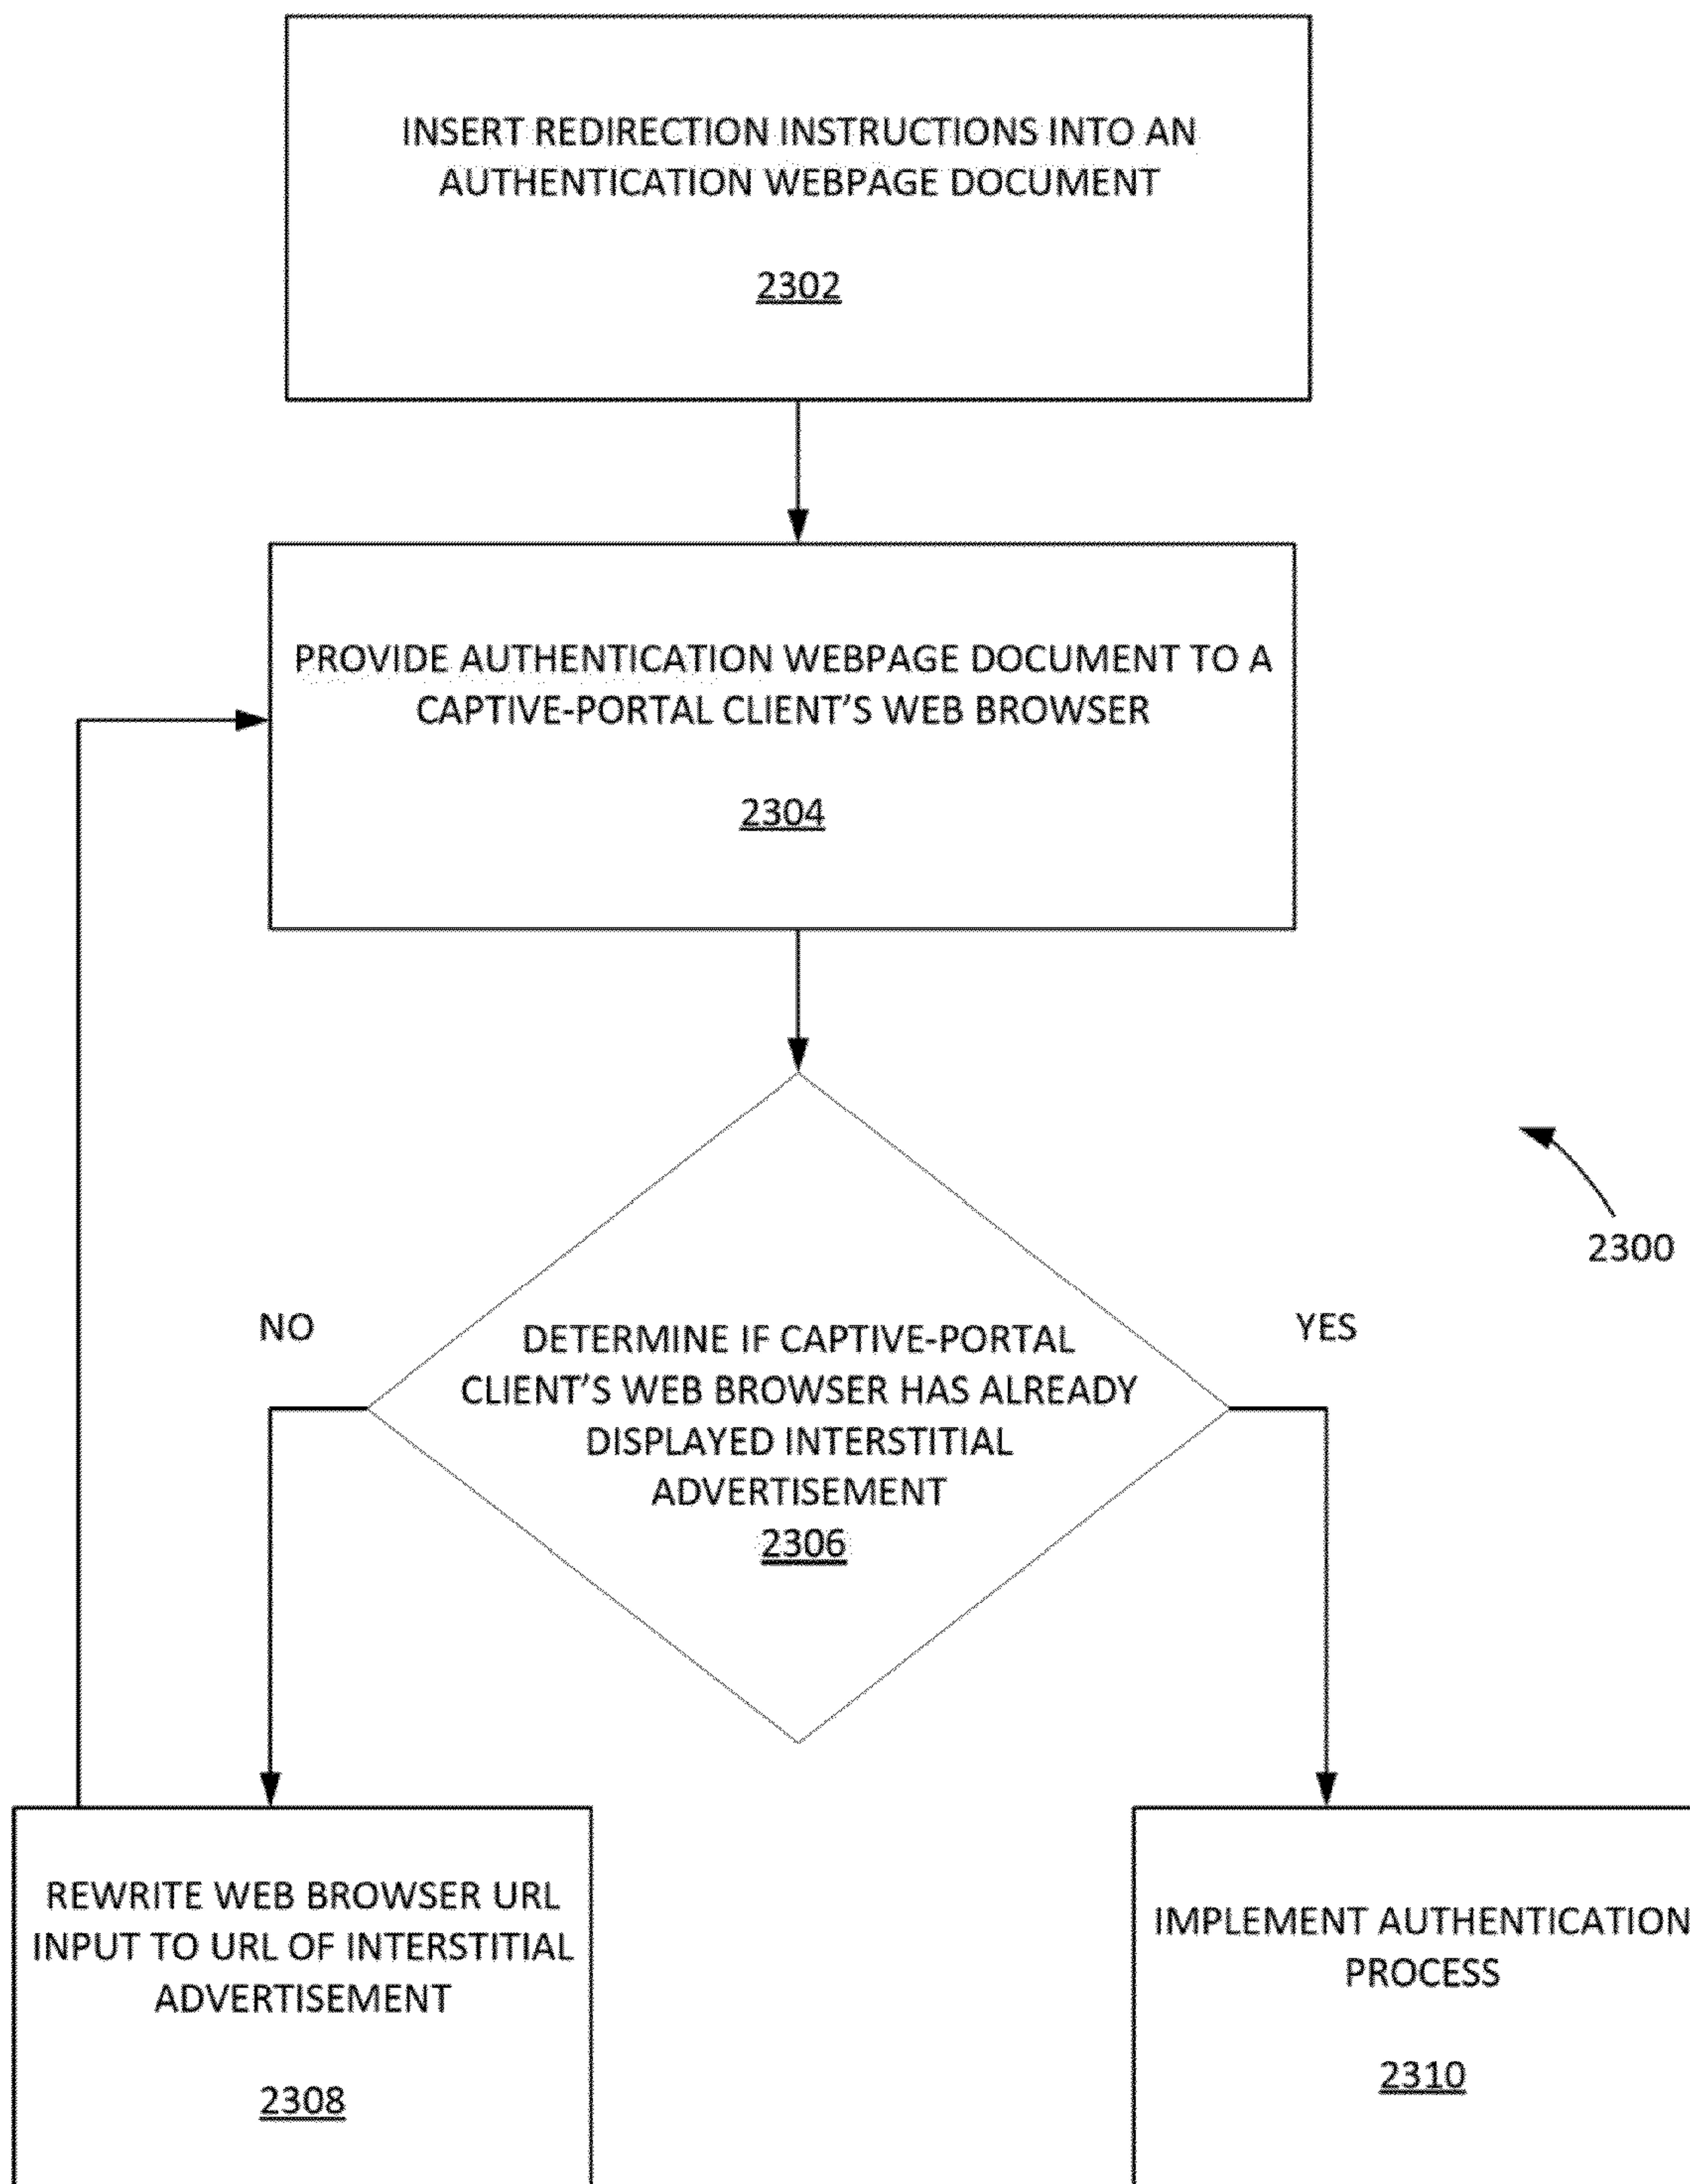 INSERT REDIRECTION INSTRUCTIONS INTO AN
AUTHENTICATION WEBPAGE DOCUMENT
2302
PROVIDE AUTHENTICATION WEBPAGE DOCUMENT TO A
CAPTIVE-PORTAL CLIENT’S WEB BROWSER
2304
2300
NO
YES
DETERMINE IF CAPTIVE-PORTAL
CLIENT’S WEB BROWSER HAS ALREADY
DISPLAYED INTERSTITIAL
ADVERTISEMENT
2306
REWRITE WEB BROWSER URL
INPUT TO URL OF INTERSTITIAL
ADVERTISEMENT
2308
IMPLEMENT AUTHENTICATION
PROCESS
2310